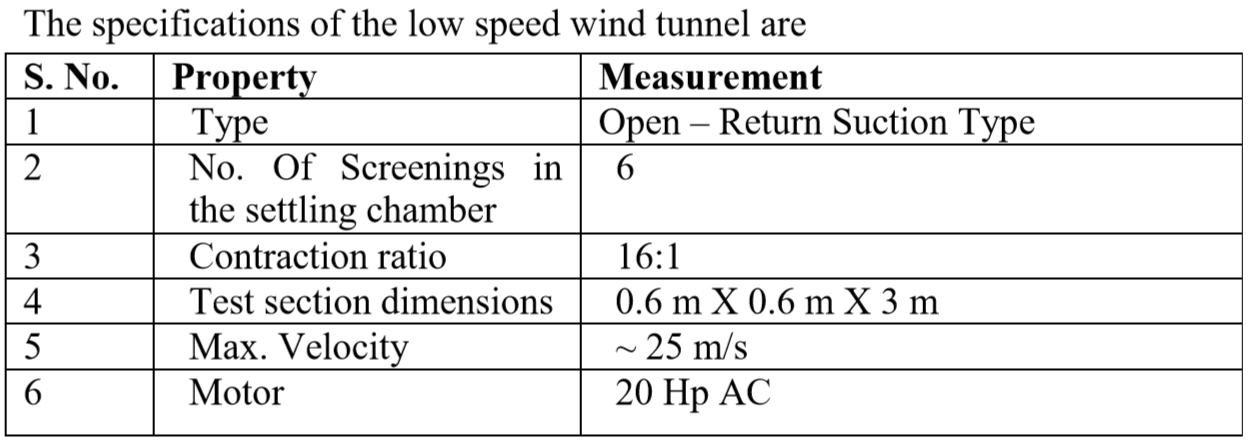 The specifications of the low speed wind tunnel are
S. No. Property Measurement
1 Type Open – Return Suction Type
2 No. Of Screenings in 6
the settling chamber
3 Contraction ratio 16:1
4 Test section dimensions 0.6 m X 0.6 m X 3 m
5 Max. Velocity ~ 25 m/s
6 Motor 20 Hp AC